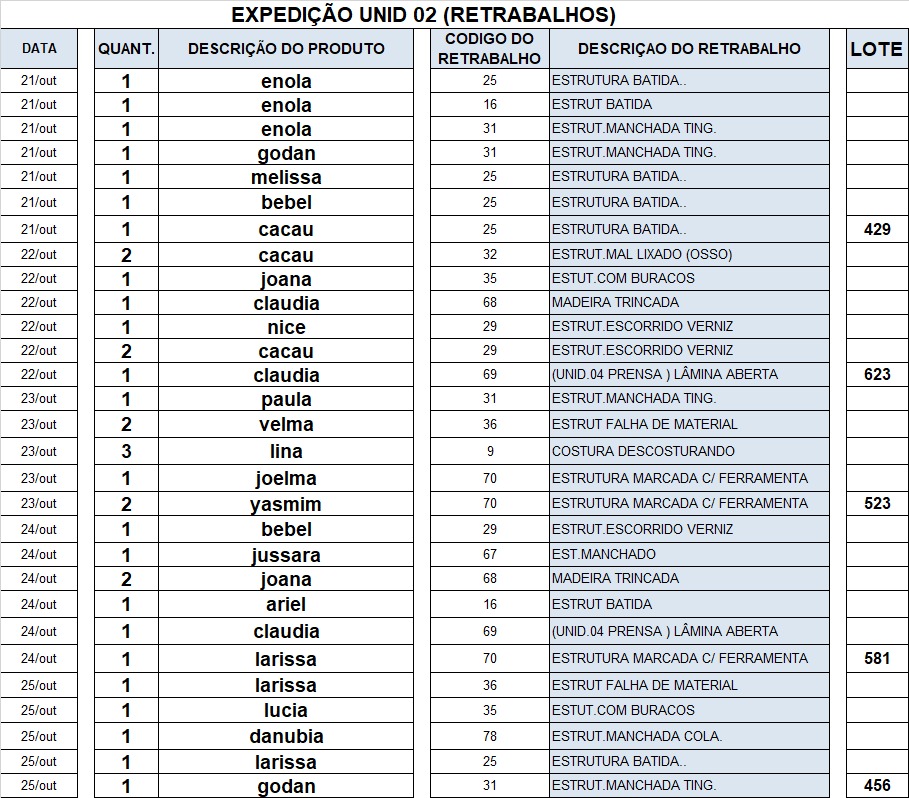 EXPEDIÇÃO UNID 02 (RETRABALHOS)
DATA QUANT. DESCRIÇÃO DO PRODUTO CODIGO DO RETRABALHO DESCRIÇAO DO RETRABALHO LOTE
21/out 1 enola 25 ESTRUTURA BATIDA..
21/out 1 enola 16 ESTRUT BATIDA
21/out 1 enola 31 ESTRUT.MANCHADA TING.
21/out 1 godan 31 ESTRUT.MANCHADA TING.
21/out 1 melissa 25 ESTRUTURA BATIDA..
21/out 1 bebel 25 ESTRUTURA BATIDA..
21/out 1 cacau 25 ESTRUTURA BATIDA.. 429
22/out 2 cacau 32 ESTRUT.MAL LIXADO (OSSO)
22/out 1 joana 35 ESTUT.COM BURACOS
22/out 1 claudia 68 MADEIRA TRINCADA
22/out 1 nice 29 ESTRUT.ESCORRIDO VERNIZ
22/out 2 cacau 29 ESTRUT.ESCORRIDO VERNIZ
22/out 1 claudia 69 (UNID.04 PRENSA ) LÂMINA ABERTA 623
23/out 1 paula 31 ESTRUT.MANCHADA TING.
23/out 2 velma 36 ESTRUT FALHA DE MATERIAL
23/out 3 lina 9 COSTURA DESCOSTURANDO
23/out 1 joelma 70 ESTRUTURA MARCADA C/ FERRAMENTA
23/out 2 yasmim 70 ESTRUTURA MARCADA C/ FERRAMENTA 523
24/out 1 bebel 29 ESTRUT.ESCORRIDO VERNIZ
24/out 1 jussara 67 EST.MANCHADO
24/out 2 joana 68 MADEIRA TRINCADA
24/out 1 ariel 16 ESTRUT BATIDA
24/out 1 claudia 69 (UNID.04 PRENSA ) LÂMINA ABERTA
24/out 1 larissa 70 ESTRUTURA MARCADA C/ FERRAMENTA 581
25/out 1 larissa 36 ESTRUT FALHA DE MATERIAL
25/out 1 lucia 35 ESTUT.COM BURACOS
25/out 1 danubia 78 ESTRUT.MANCHADA COLA.
25/out 1 larissa 25 ESTRUTURA BATIDA..
25/out 1 godan 31 ESTRUT.MANCHADA TING. 456